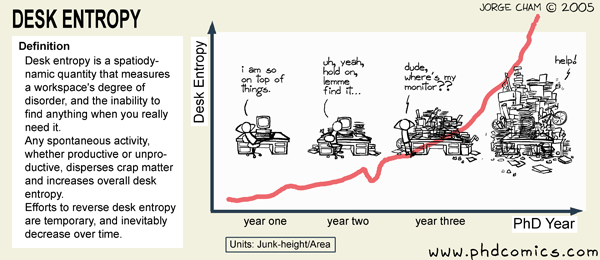 DESK ENTROPY
JORGE CHAM © 2005
Definition
Desk entropy is a spatiody-
namic quantity that measures
a workspace's degree of
disorder, and the inability to
find anything when you really
need it.
Any spontaneous activity,
whether productive or unpro-
ductive, disperses crap matter
and increases overall desk
entropy.
Efforts to reverse desk entropy
are temporary, and inevitably
decrease over time.
Desk Entropy
i am so
on top of
things.
uh, yeah,
hold on,
lemme
find it...
dude,
where's my
monitor??
help!
year one
year two
year three
PhD Year
Units: Junk-height/Area
www.phdcomics.com